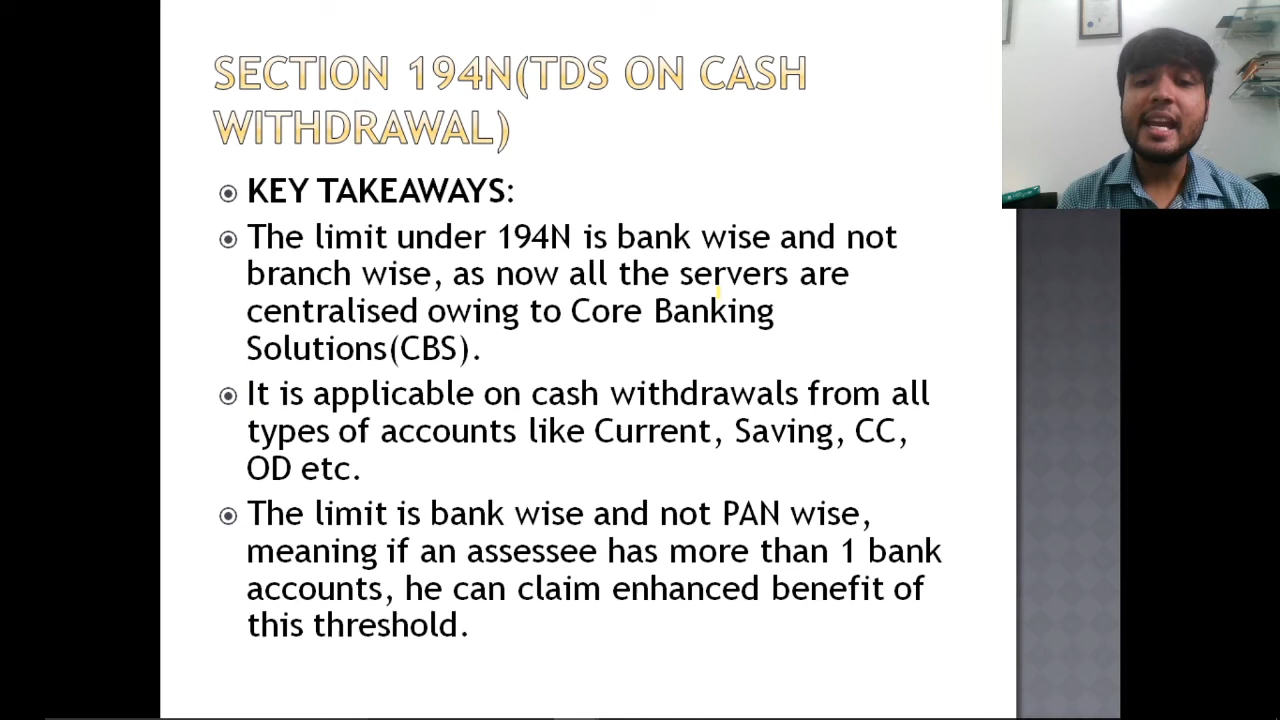 SECTION 194N(TDS ON CASH
WITHDRAWAL)
KEY TAKEAWAYS:
The limit under 194N is bank wise and not
branch wise, as now all the servers are
centralised owing to Core Banking
Solutions(CBS).
It is applicable on cash withdrawals from all
types of accounts like Current, Saving, CC,
OD etc.
The limit is bank wise and not PAN wise,
meaning if an assessee has more than 1 bank
accounts, he can claim enhanced benefit of
this threshold.